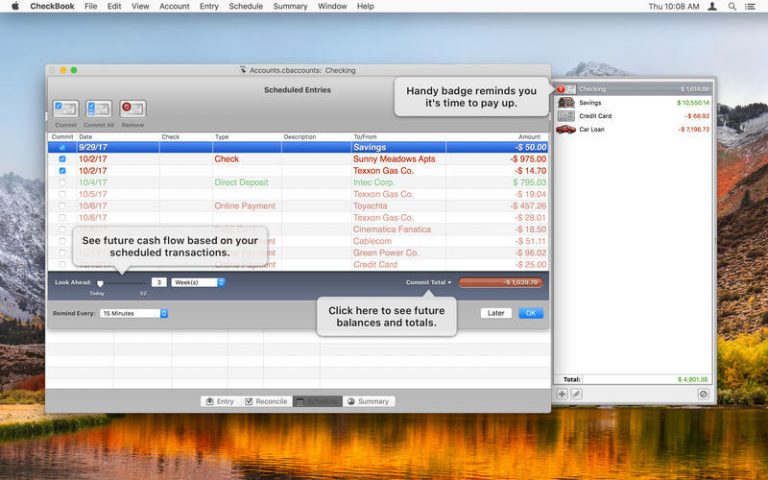 CheckBook File Edit View Account Entry Schedule Summary Window Help Thu 10:08 AM
Accounts.cbaccounts: Checking
Scheduled Entries
Commit Commit All Remove
Handy badge reminds you
it's time to pay up.
Checking $ 1,614.96
Savings $ 10,550.14
Credit Card -$ 66.92
Car Loan -$ 7,196.72
Commit Date Check Type Description To/From Amount
9/29/17 Savings -$ 50.00
10/2/17 Check Sunny Meadows Apts -$ 975.00
10/2/17 Texxon Gas Co. -$ 14.70
10/4/17 Direct Deposit Intec Corp. $ 795.03
10/5/17 Texxon Gas Co. -$ 19.04
10/6/17 Online Payment Toyachta -$ 457.26
10/6/17 Texxon Gas Co. -$ 28.01
Cinematica Fanatica -$ 18.50
Cablecom -$ 51.11
Green Power Co. -$ 96.02
Credit Card -$ 25.00
See future cash flow based on your
scheduled transactions.
Look Ahead: 3 Week(s) Commit Total -$ 1,039.70
Today 52
Click here to see future
balances and totals.
Remind Every: 15 Minutes Later OK
Total: $ 4,901.36
Entry Reconcile Schedule Summary